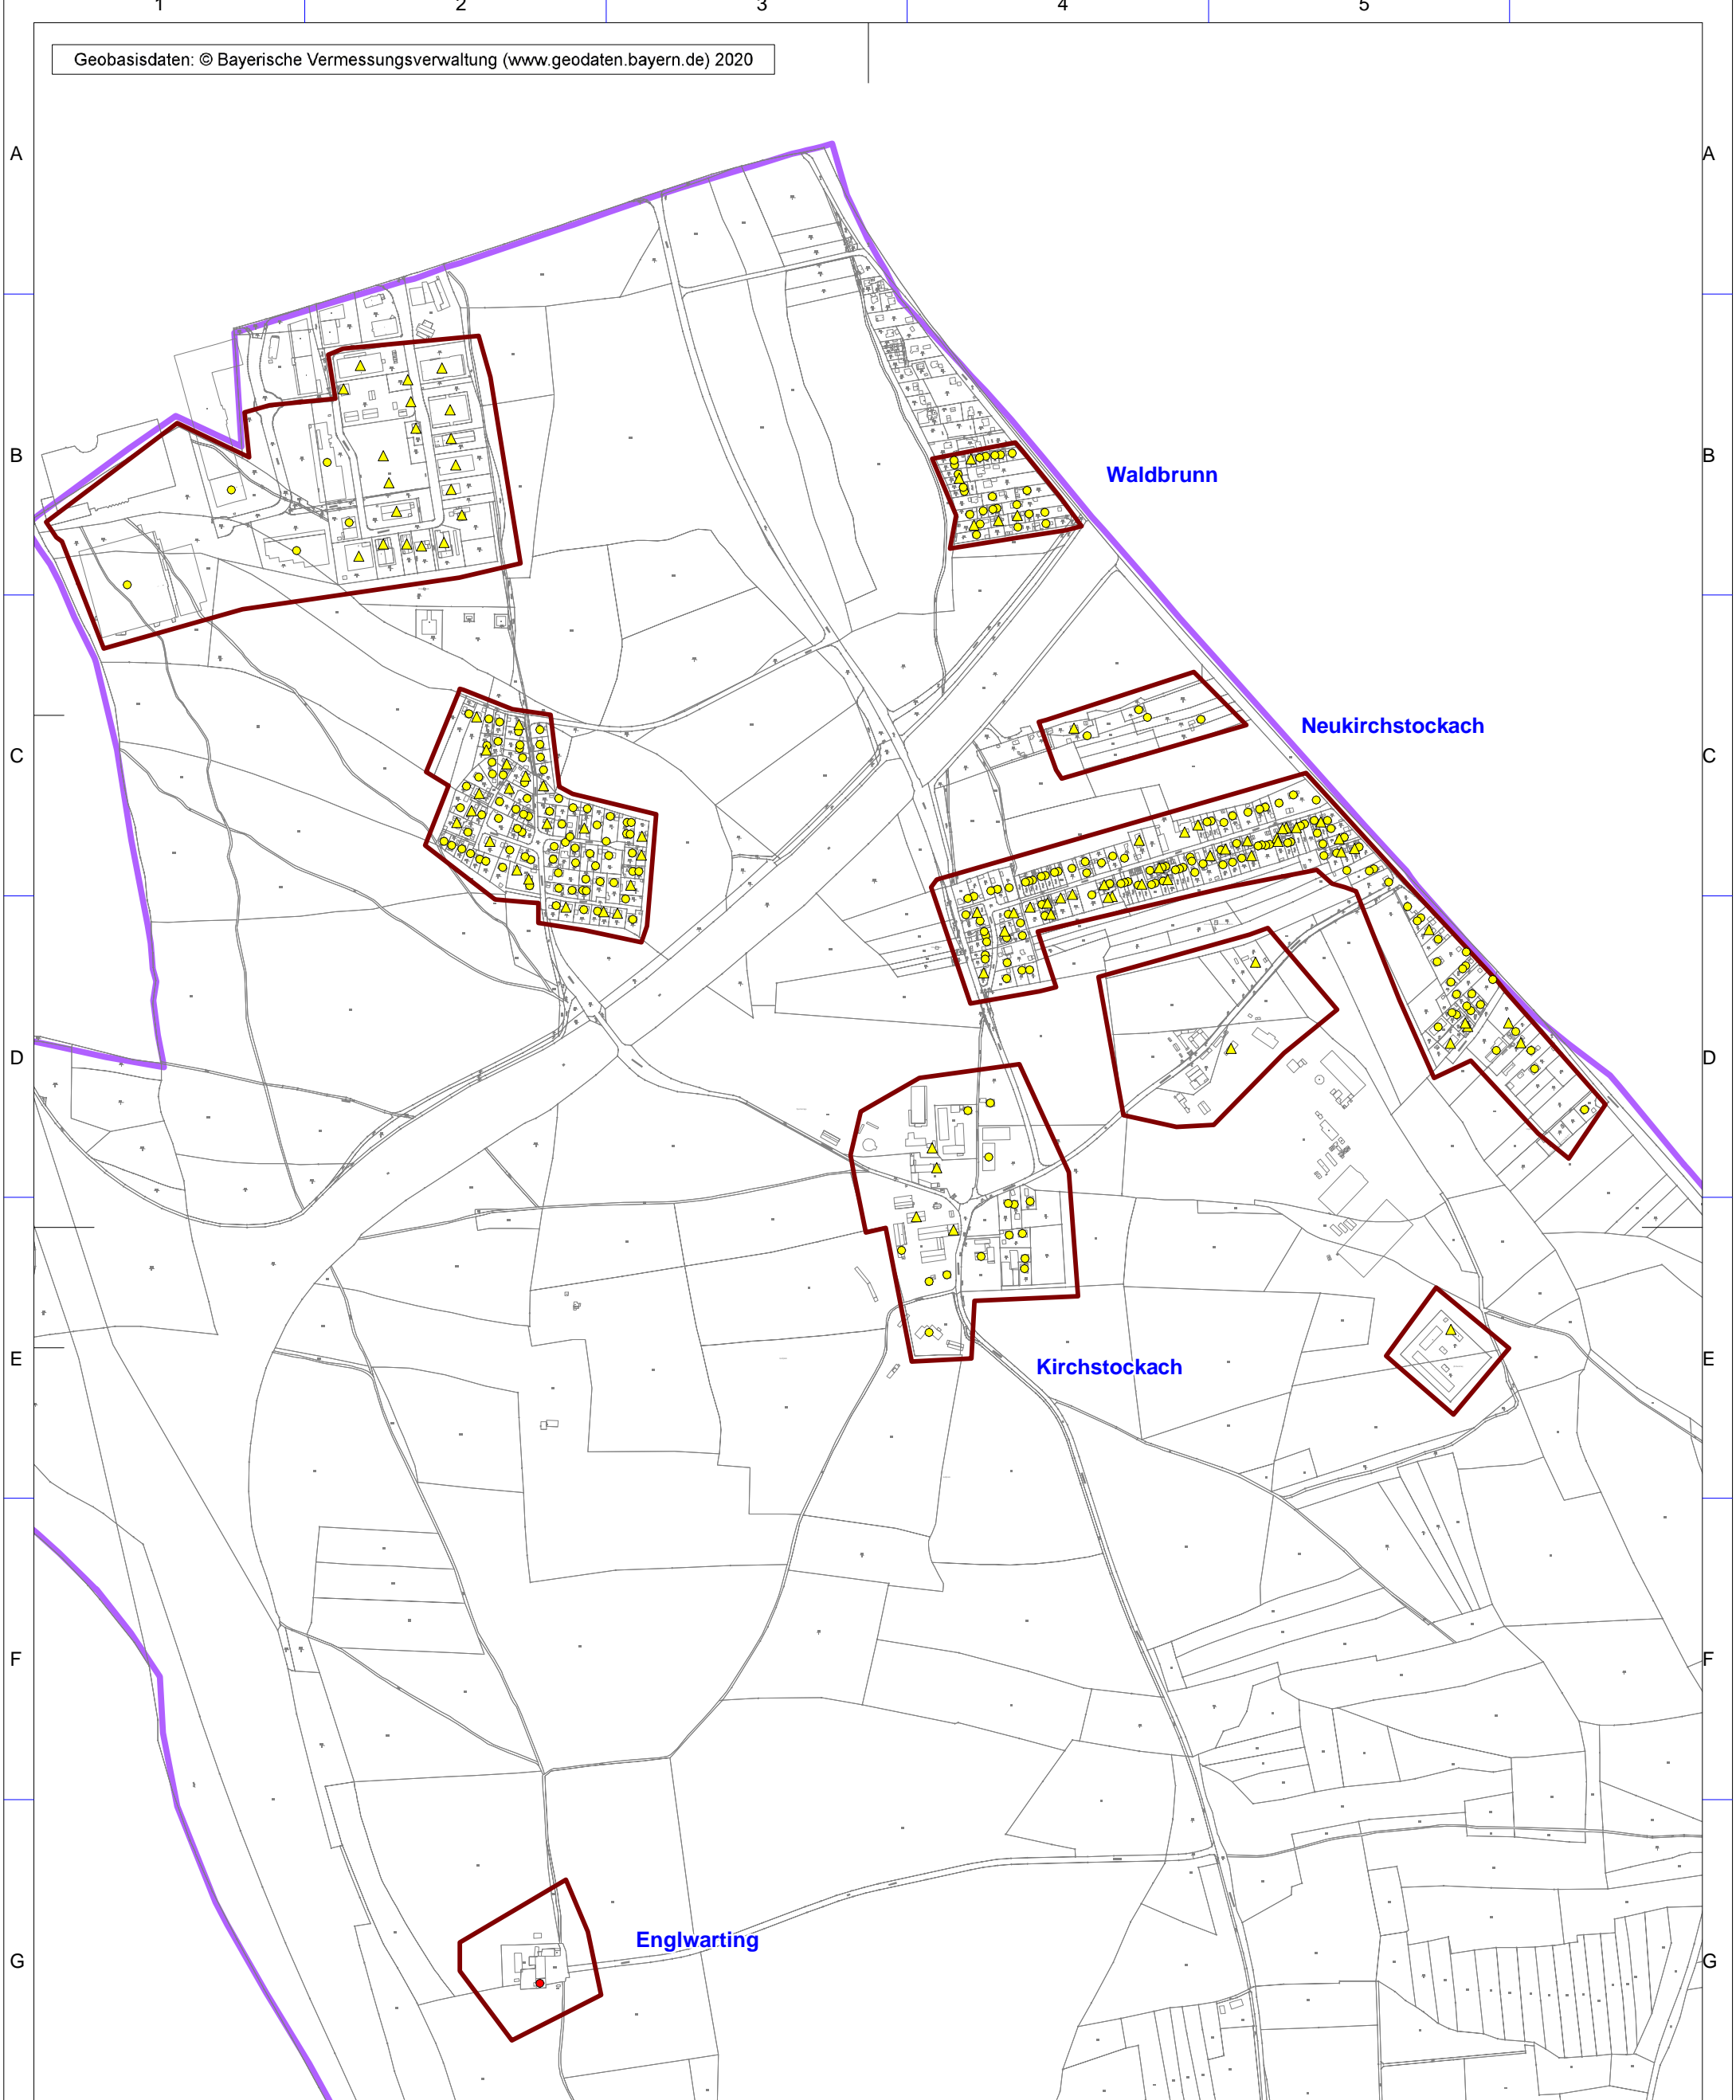 1 2 3 4 5
Geobasisdaten: © Bayerische Vermessungsverwaltung (www.geodaten.bayern.de) 2020
A A
B B
Waldbrunn
Neukirchstockach
C C
D D
Kirchstockach
E E
F F
Englwarting
G G